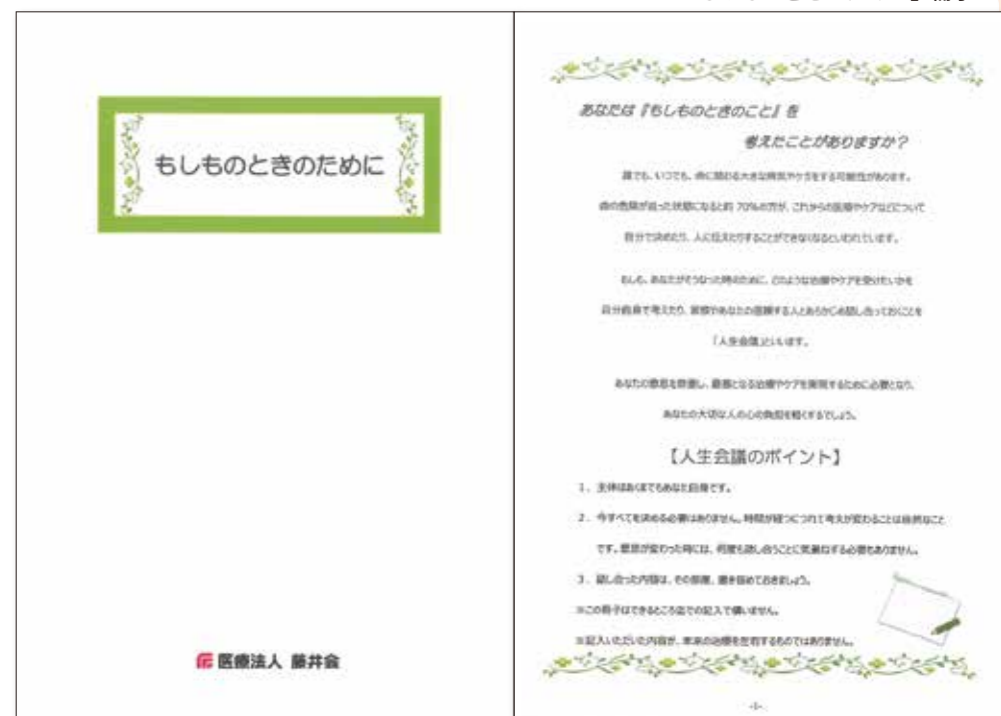 もしものときのために
医療法人 藤井会
あなたは『もしものときのこと』を
考えたことがありますか?
誰でも、いつでも、命に関わる大きな病気やケガをする可能性があります。
命の危険が迫った状態になると約 70%の方が、これからの医療やケアなどについて
自分で決めたり、人に伝えたりすることができなくなるといわれています。
もしも、あなたがそうなった時のために、どのような治療やケアを受けたいかを
自分自身で考えたり、家族やあなたの信頼する人とあらかじめ話し合っておくことを
「人生会議」といいます。
あなたの意思を尊重し、最善となる治療やケアを実現するために必要となり、
あなたの大切な人の心の負担を軽くするでしょう。
【人生会議のポイント】
1. 主体はあくまでもあなた自身です。
2. 今すべてを決める必要はありません。時間が経つにつれて考えが変わることは自然なこと
です。意思が変わった時には、何度も話し合うことに気兼ねする必要もありません。
3. 話し合った内容は、その都度、書き留めておきましょう。
※この冊子はできるところまでの記入で構いません。
※記入いただいた内容が、本来の治療を左右するものではありません。
-1-